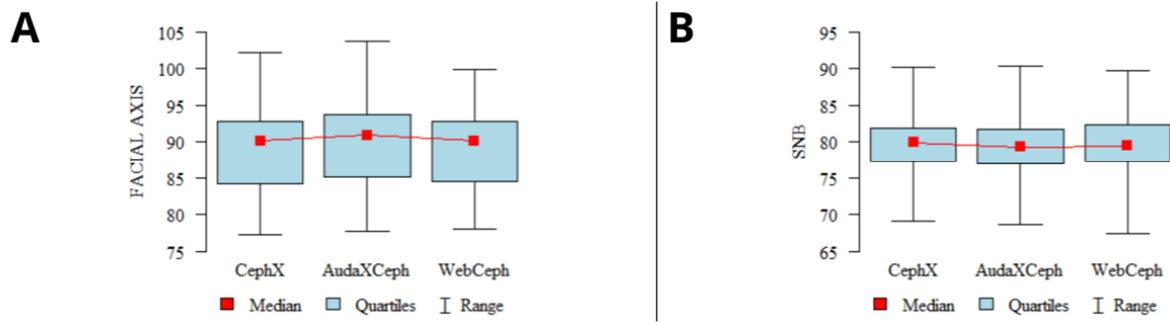 A
FACIAL AXIS
105
100
95
90
85
80
75
CephX AudaXCeph WebCeph
Median Quartiles Range
B
SNB
95
90
85
80
75
70
65
CephX AudaXCeph WebCeph
Median Quartiles Range